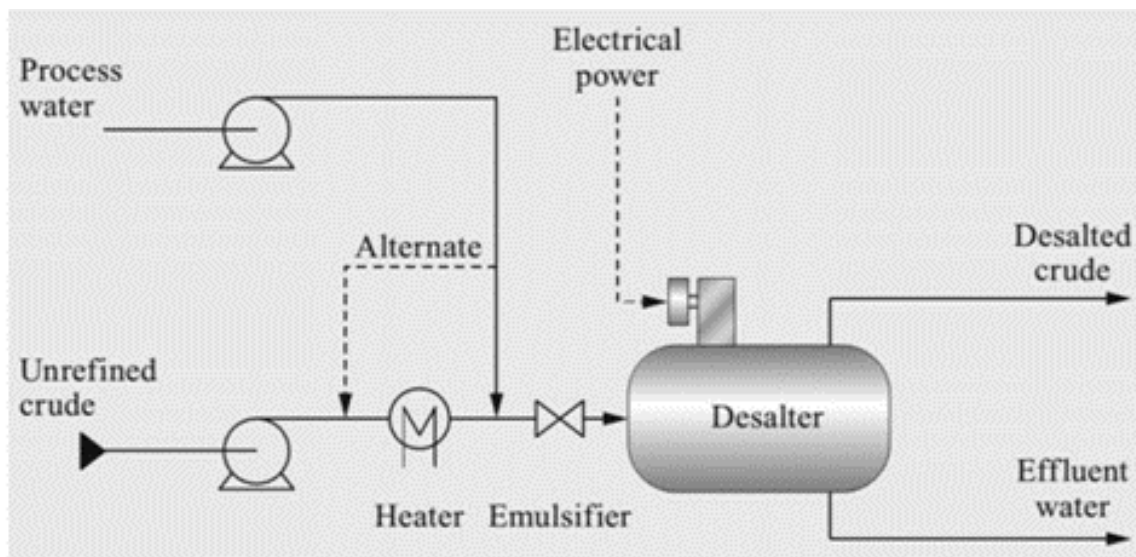 Electrical
power
Process
water
Alternate
Desalted
crude
Unrefined
crude
Desalter
Effluent
water
Heater
Emulsifier